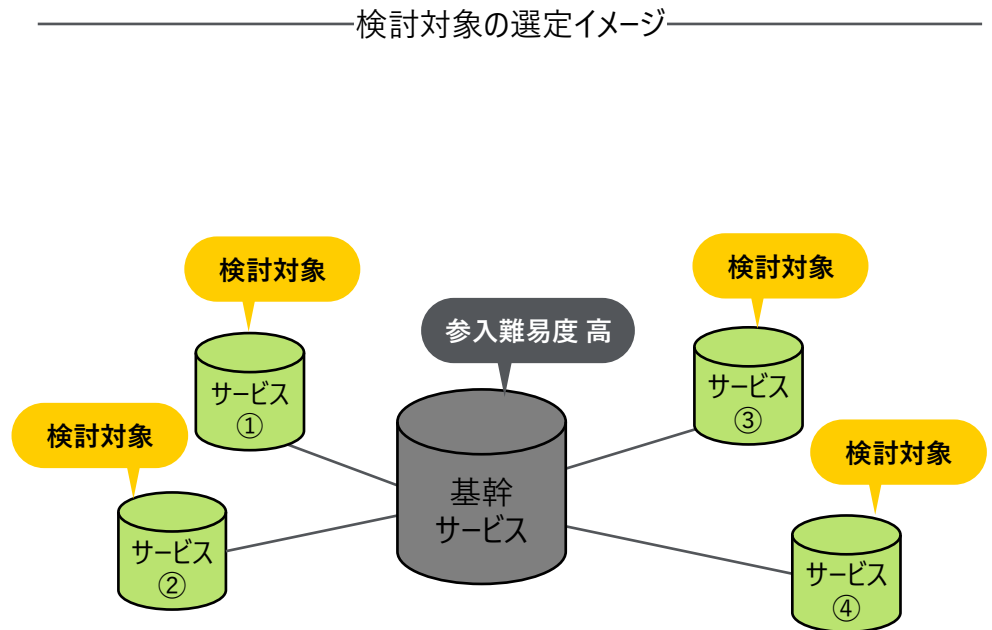 検討対象の選定イメージ
検討対象
検討対象
参入難易度 高
サービス
①
サービス
③
検討対象
検討対象
基幹
サービス
サービス
②
サービス
④